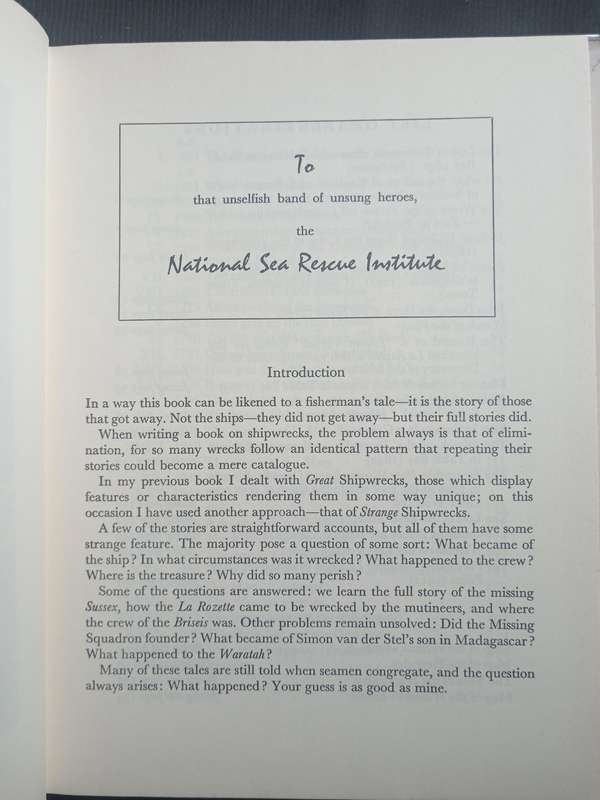 To
that unselfish band of unsung heroes,
the
National Sea Rescue Institute
Introduction
In a way this book can be likened to a fisherman's tale—it is the story of those
that got away. Not the ships—they did not get away—but their full stories did.
When writing a book on shipwrecks, the problem always is that of elimi-
nation, for so many wrecks follow an identical pattern that repeating their
stories could become a mere catalogue.
In my previous book I dealt with Great Shipwrecks, those which display
features or characteristics rendering them in some way unique; on this
occasion I have used another approach—that of Strange Shipwrecks.
A few of the stories are straightforward accounts, but all of them have some
strange feature. The majority pose a question of some sort: What became of
the ship? In what circumstances was it wrecked? What happened to the crew?
Where is the treasure? Why did so many perish?
Some of the questions are answered: we learn the full story of the missing
Sussex, how the La Rozette came to be wrecked by the mutineers, and where
the crew of the Briseis was. Other problems remain unsolved: Did the Missing
Squadron founder? What became of Simon van der Stel's son in Madagascar?
What happened to the Waratah?
Many of these tales are still told when seamen congregate, and the question
always arises: What happened? Your guess is as good as mine.